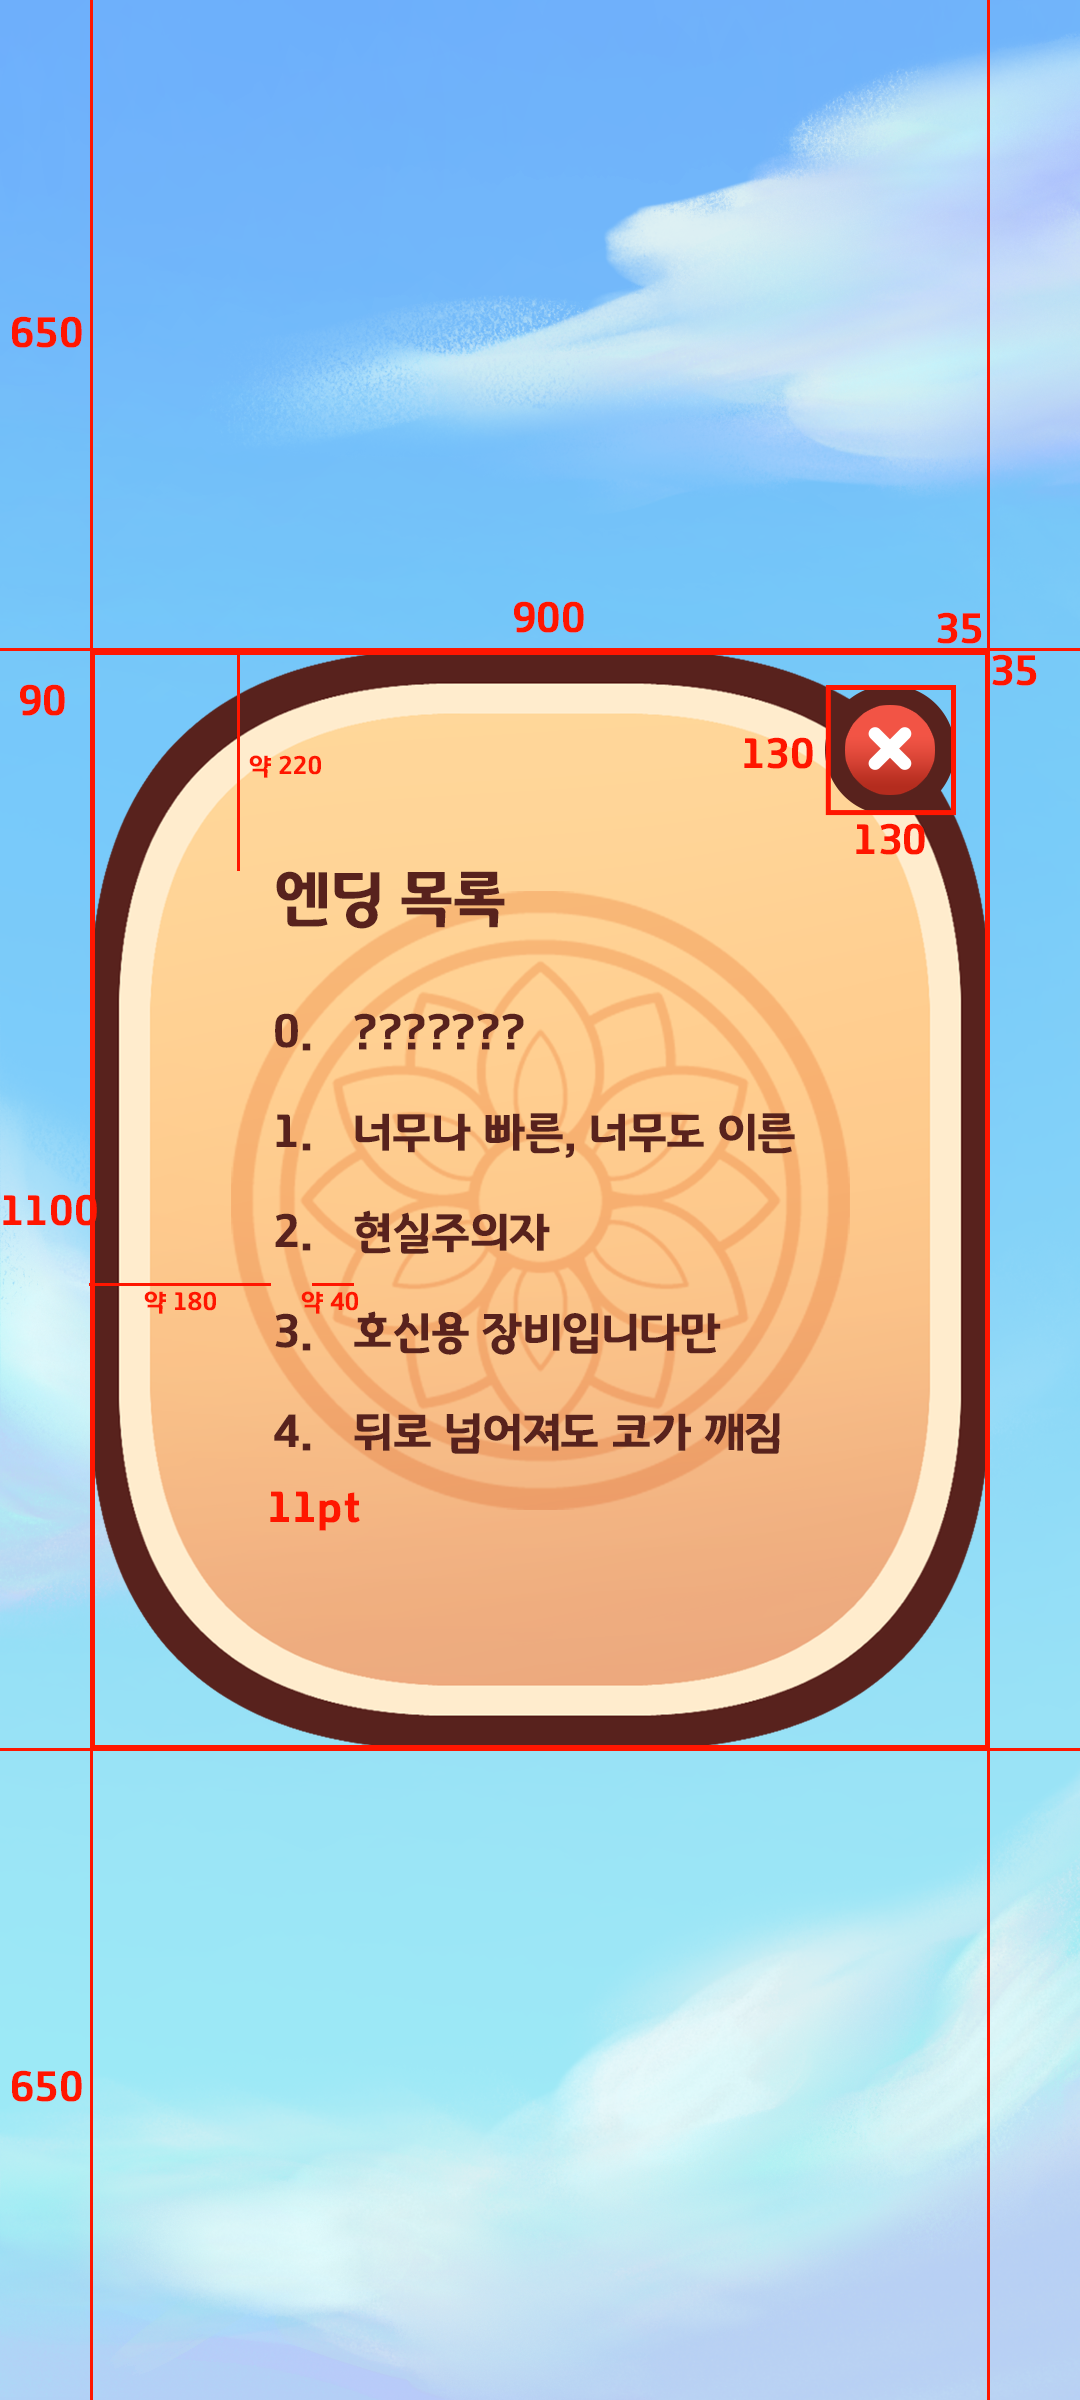 650
900
35
90
35
130
약 220
130
엔딩 목록
0. ???????
1. 너무나 빠른, 너무도 이른
1100
2. 현실주의자
약 180
약 40
3. 호신용 장비입니다만
4. 뒤로 넘어져도 코가 깨짐
11pt
650